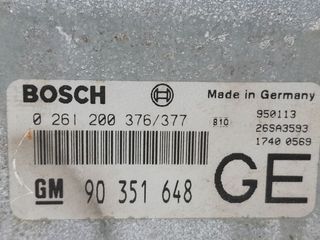 BOSCH Made in Germany
0 261 200 376/377 810 950113
26SA3593
1740 0569
GM 90 351 648 GE